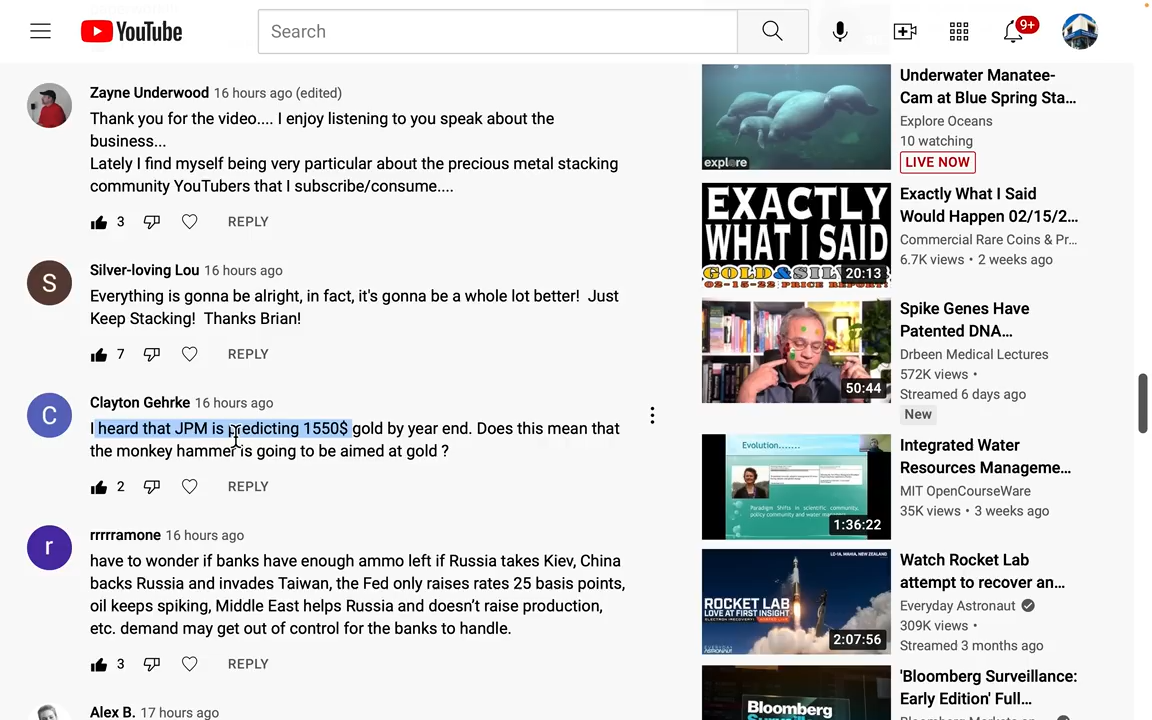 YouTube
Search
9+
Zayne Underwood 16 hours ago (edited)
Thank you for the video.... I enjoy listening to you speak about the
business...
Lately I find myself being very particular about the precious metal stacking
community YouTubers that I subscribe/consume....
3
REPLY
S
Silver-loving Lou 16 hours ago
Everything is gonna be alright, in fact, it's gonna be a whole lot better! Just
Keep Stacking! Thanks Brian!
7
REPLY
C
Clayton Gehrke 16 hours ago
I heard that JPM is predicting 1550$ gold by year end. Does this mean that
the monkey hammer is going to be aimed at gold ?
2
REPLY
r
rrrrramone 16 hours ago
have to wonder if banks have enough ammo left if Russia takes Kiev, China
backs Russia and invades Taiwan, the Fed only raises rates 25 basis points,
oil keeps spiking, Middle East helps Russia and doesn't raise production,
etc. demand may get out of control for the banks to handle.
3
REPLY
Alex B. 17 hours ago
explore
Underwater Manatee-
Cam at Blue Spring Sta...
Explore Oceans
10 watching
LIVE NOW
EXACTLY
WHAT I SAID
GOLD&SIL
02-15-22 PRICE REPORT!
20:13
Exactly What I Said
Would Happen 02/15/2...
Commercial Rare Coins & Pr...
6.7K views • 2 weeks ago
50:44
Spike Genes Have
Patented DNA...
Drbeen Medical Lectures
572K views •
Streamed 6 days ago
New
Evolution.......
1:36:22
Integrated Water
Resources Manageme...
MIT OpenCourseWare
35K views • 3 weeks ago
ROCKET LAB
LOVE AT FIRST INSIGHT
2:07:56
Watch Rocket Lab
attempt to recover an...
Everyday Astronaut
309K views •
Streamed 3 months ago
Bloomberg
'Bloomberg Surveillance:
Early Edition' Full...